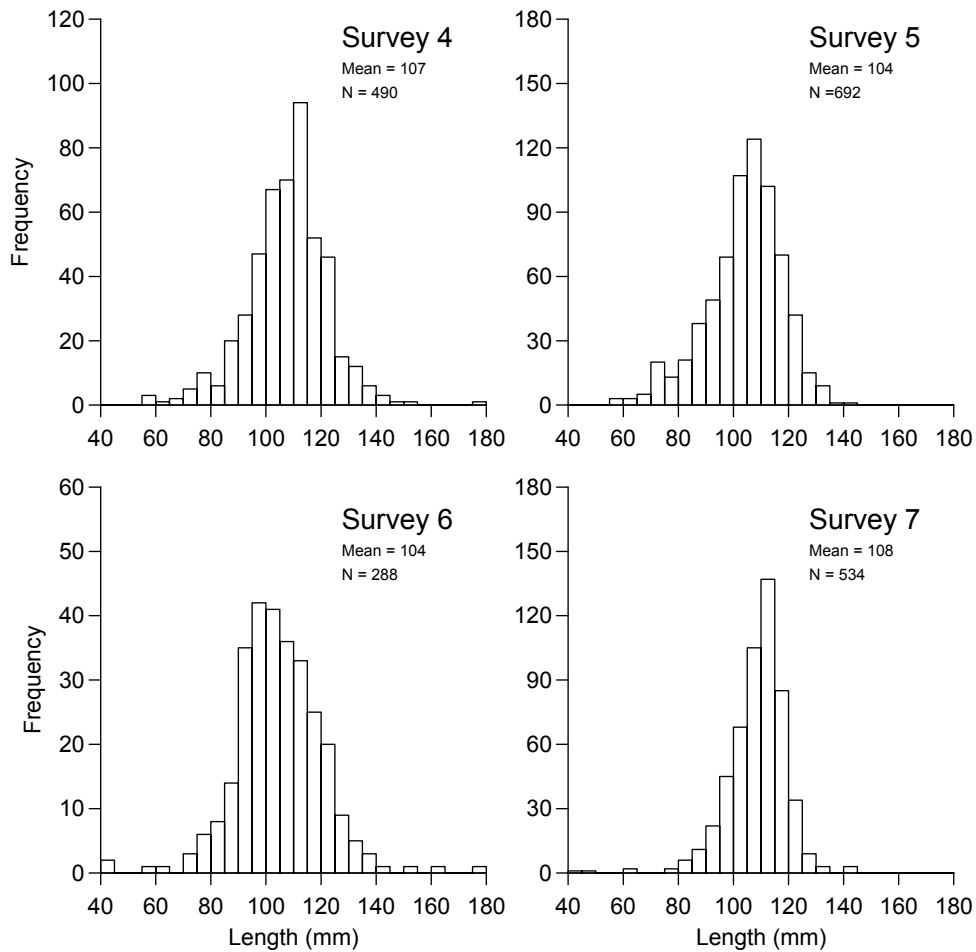 Survey 4
Mean = 107
N = 490
120
100
80
60
40
20
0
Frequency
40 60 80 100 120 140 160 180
Survey 5
Mean = 104
N =692
180
150
120
90
60
30
0
40 60 80 100 120 140 160 180
Survey 6
Mean = 104
N = 288
60
50
40
30
20
10
0
Frequency
40 60 80 100 120 140 160 180
Length (mm)
Survey 7
Mean = 108
N = 534
180
150
120
90
60
30
0
40 60 80 100 120 140 160 180
Length (mm)